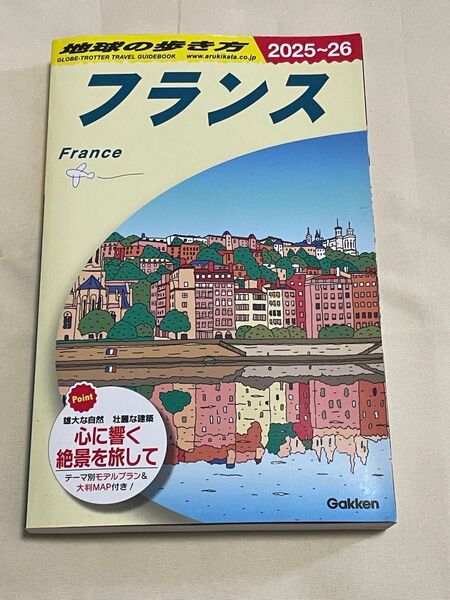 地球の歩き方
GLOBE-TROTTER TRAVEL GUIDEBOOK www.arukikata.co.jp
2025~26
フランス
France
Point
雄大な自然 壮麗な建築
心に響く
絶景を旅して
テーマ別モデルプラン&
大判MAP付き!
Gakken